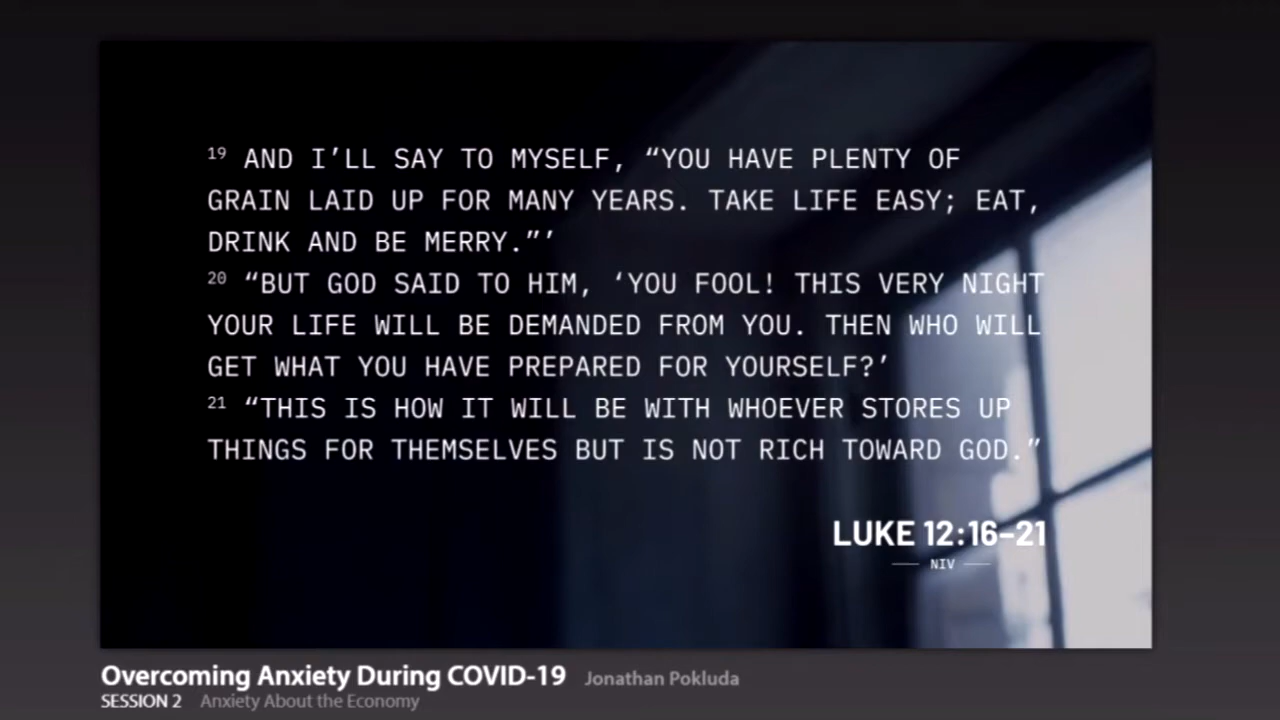 19 AND I’LL SAY TO MYSELF, “YOU HAVE PLENTY OF
GRAIN LAID UP FOR MANY YEARS. TAKE LIFE EASY; EAT,
DRINK AND BE MERRY.”’
20 “BUT GOD SAID TO HIM, ‘YOU FOOL! THIS VERY NIGHT
YOUR LIFE WILL BE DEMANDED FROM YOU. THEN WHO WILL
GET WHAT YOU HAVE PREPARED FOR YOURSELF?’
21 “THIS IS HOW IT WILL BE WITH WHOEVER STORES UP
THINGS FOR THEMSELVES BUT IS NOT RICH TOWARD GOD.”
LUKE 12:16–21
NIV
Overcoming Anxiety During COVID-19 Jonathan Pokluda
SESSION 2 Anxiety About the Economy